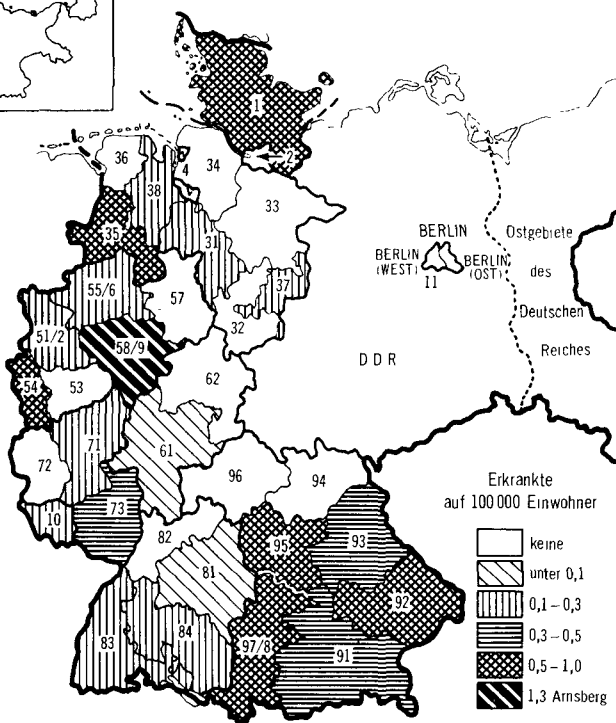 1
2
36
4
34
38
33
35
31
37
55/6
57
32
51/2
58/9
62
54
53
71
61
72
96
94
73
10
82
95
93
81
92
83
84
97/8
91
BERLIN
BERLIN
(WEST)
BERLIN
(OST)
11
Ostgebiete
des
Deutschen
Reiches
DDR
Erkrankte
auf 100 000 Einwohner
keine
unter 0,1
0,1 – 0,3
0,3 – 0,5
0,5 – 1,0
1,3 Arnsberg